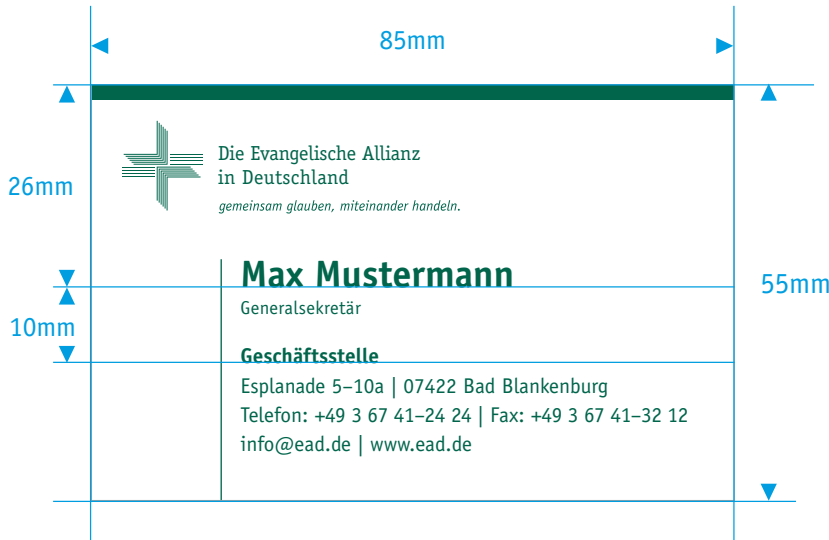 85mm
26mm
Die Evangelische Allianz
in Deutschland
gemeinsam glauben, miteinander handeln.
Max Mustermann
55mm
Generalsekretär
10mm
Geschäftsstelle
Esplanade 5–10a | 07422 Bad Blankenburg
Telefon: +49 3 67 41–24 24 | Fax: +49 3 67 41–32 12
info@ead.de | www.ead.de